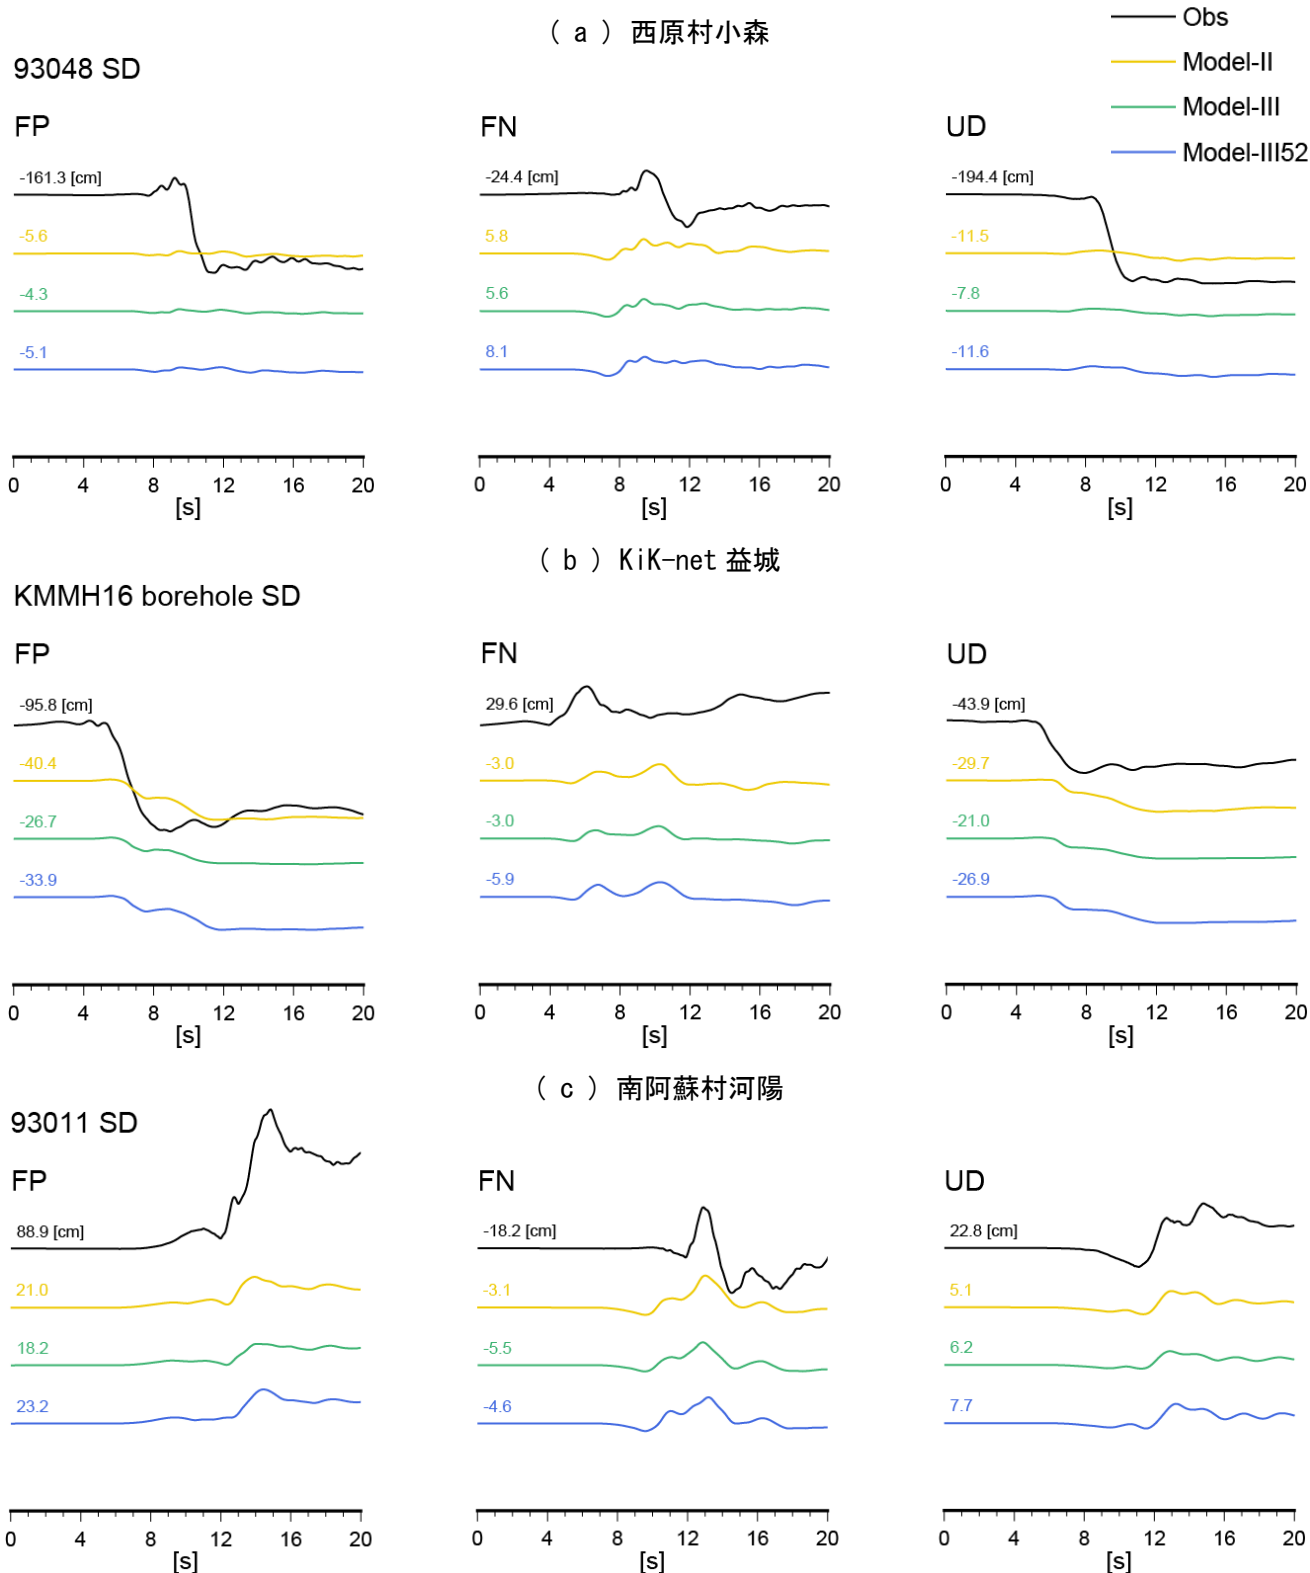 ( a ) 西原村小森
Obs
Model-II
Model-III
Model-III52
93048 SD
FP
FN
UD
-161.3 [cm]
-24.4 [cm]
-194.4 [cm]
-5.6
5.8
-11.5
-4.3
5.6
-7.8
-5.1
8.1
-11.6
0 4 8 12 16 20
0 4 8 12 16 20
0 4 8 12 16 20
[s]
[s]
[s]
( b ) KiK-net 益城
KMMH16 borehole SD
FP
FN
UD
-95.8 [cm]
29.6 [cm]
-43.9 [cm]
-40.4
-3.0
-29.7
-26.7
-3.0
-21.0
-33.9
-5.9
-26.9
0 4 8 12 16 20
0 4 8 12 16 20
0 4 8 12 16 20
[s]
[s]
[s]
( c ) 南阿蘇村河陽
93011 SD
FP
FN
UD
88.9 [cm]
-18.2 [cm]
22.8 [cm]
21.0
-3.1
5.1
18.2
-5.5
6.2
23.2
-4.6
7.7
0 4 8 12 16 20
0 4 8 12 16 20
0 4 8 12 16 20
[s]
[s]
[s]